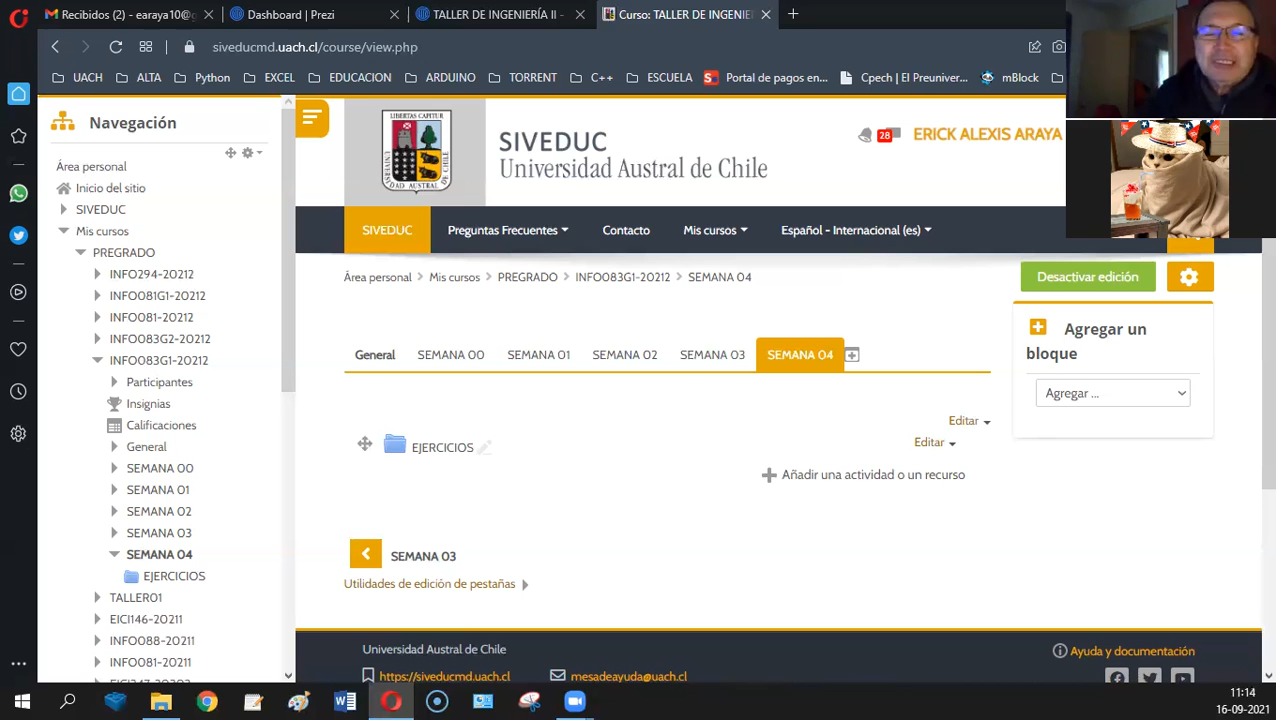 Recibidos (2) - earaya10@g
Dashboard | Prezi
TALLER DE INGENIERÍA II -
Curso: TALLER DE INGENIE
siveducmd.uach.cl/course/view.php
UACH
ALTA
Python
EXCEL
EDUCACION
ARDUINO
TORRENT
C++
ESCUELA
Portal de pagos en...
Cpech | El Preuniver...
mBlock
Navegación
Área personal
Inicio del sitio
SIVEDUC
Mis cursos
PREGRADO
INFO294-20212
INFO081G1-20212
INFO081-20212
INFO083G2-20212
INFO083G1-20212
Participantes
Insignias
Calificaciones
General
SEMANA 00
SEMANA 01
SEMANA 02
SEMANA 03
SEMANA 04
EJERCICIOS
TALLER01
EICI146-20211
INFO088-20211
INFO081-20211
LIBERTAS CAPITUR
SIVEDUC
Universidad Austral de Chile
28
ERICK ALEXIS ARAYA
SIVEDUC
Preguntas Frecuentes
Contacto
Mis cursos
Español - Internacional (es)
Área personal > Mis cursos > PREGRADO > INFO083G1-20212 > SEMANA 04
Desactivar edición
General
SEMANA 00
SEMANA 01
SEMANA 02
SEMANA 03
SEMANA 04
Agregar un
bloque
Agregar ...
Editar
EJERCICIOS
Editar
Añadir una actividad o un recurso
SEMANA 03
Utilidades de edición de pestañas
Universidad Austral de Chile
https://siveducmd.uach.cl
mesadeayuda@uach.cl
Ayuda y documentación
11:14
16-09-2021